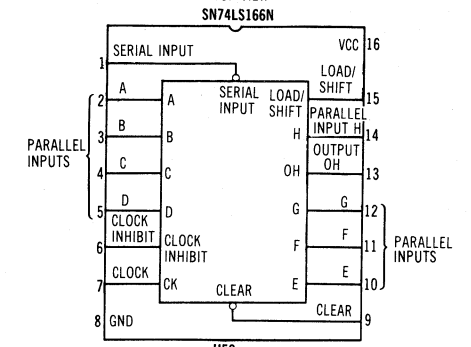 SN74LS166N
VCC 16
SERIAL INPUT
1
LOAD/
SHIFT
15
SERIAL
INPUT
LOAD/
SHIFT
A
2
A
PARALLEL
INPUT H
H
14
B
3
B
PARALLEL
INPUTS
OUTPUT
OH
OH
13
C
4
C
D
5
D
G
G
12
CLOCK
INHIBIT
6
CLOCK
INHIBIT
F
F
11
PARALLEL
INPUTS
CLOCK
7
CK
E
E
10
CLEAR
CLEAR
9
8 GND